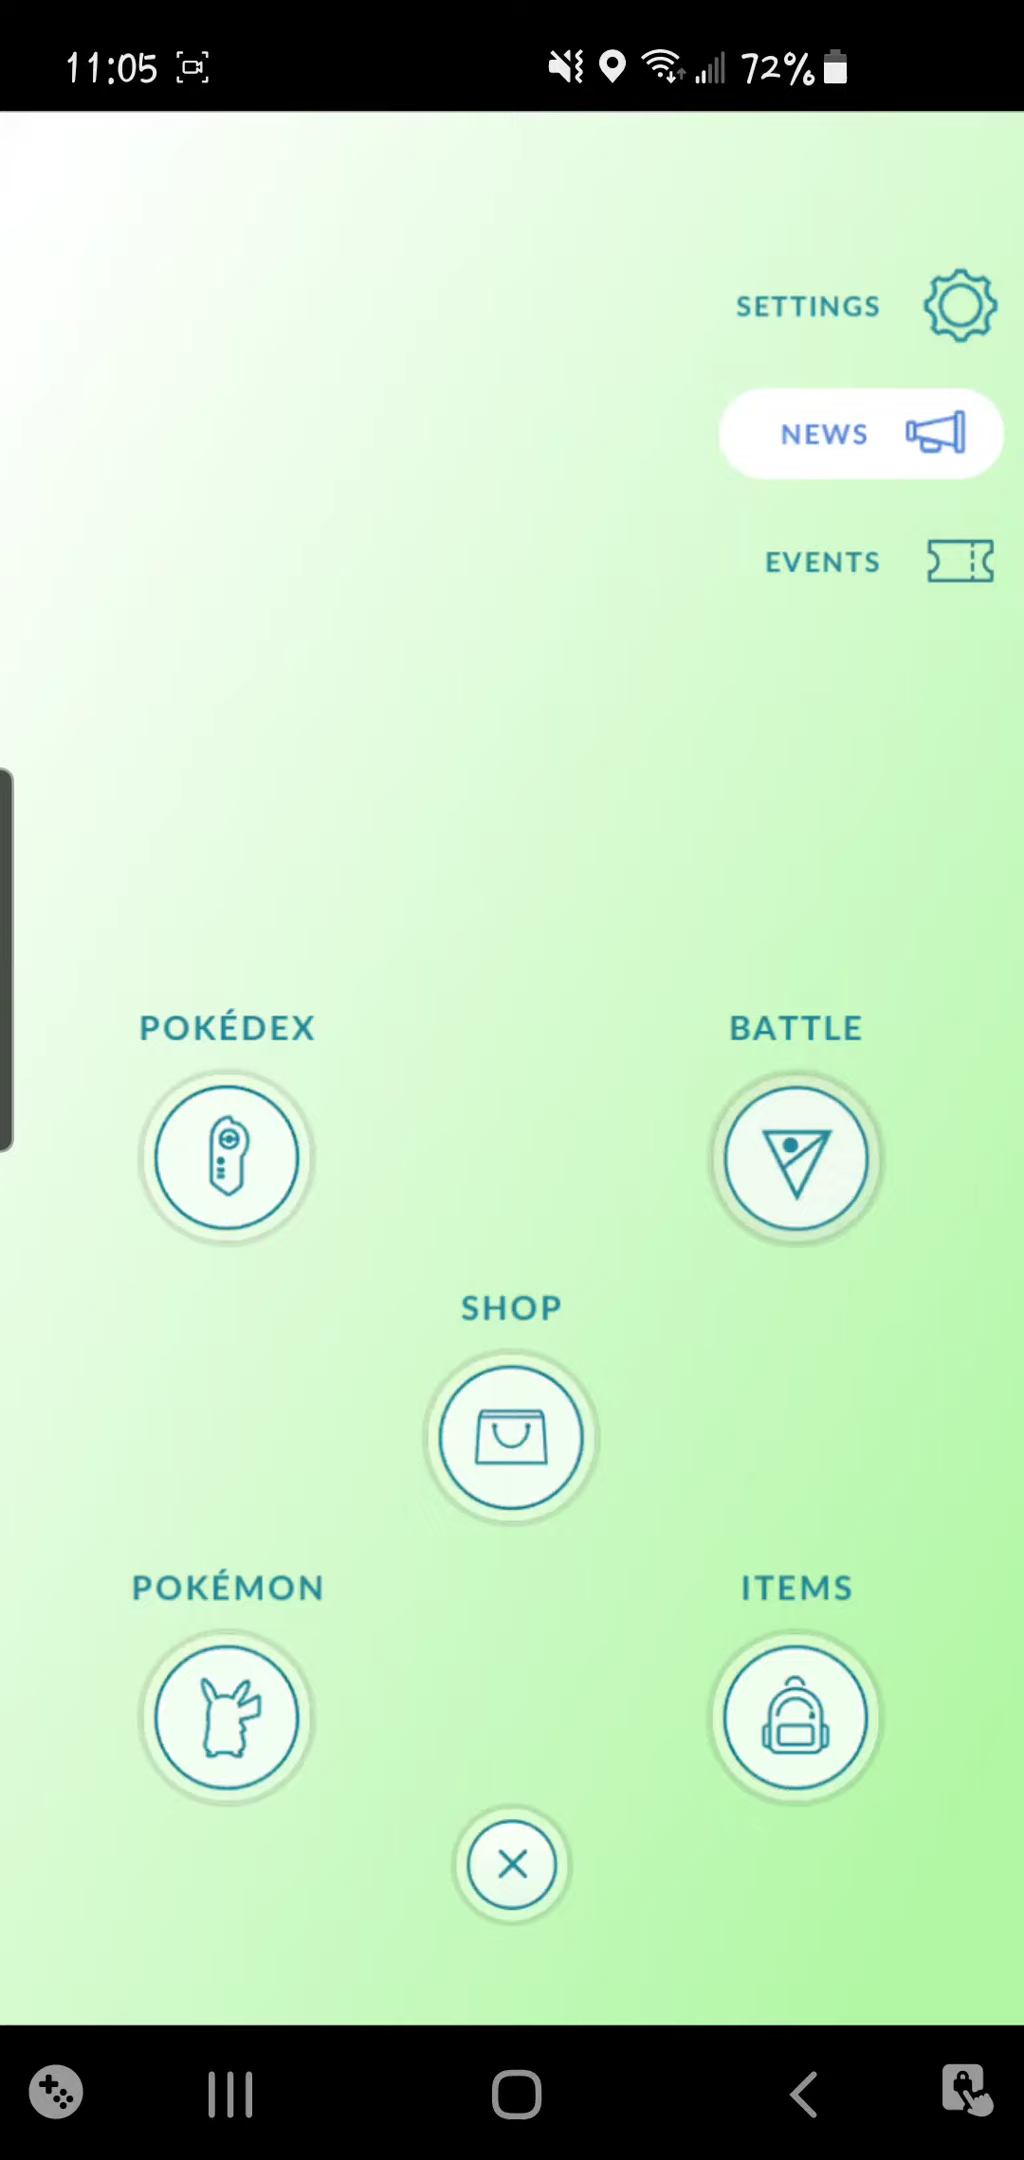 11:05
72%
SETTINGS
NEWS
EVENTS
POKÉDEX
BATTLE
SHOP
POKÉMON
ITEMS